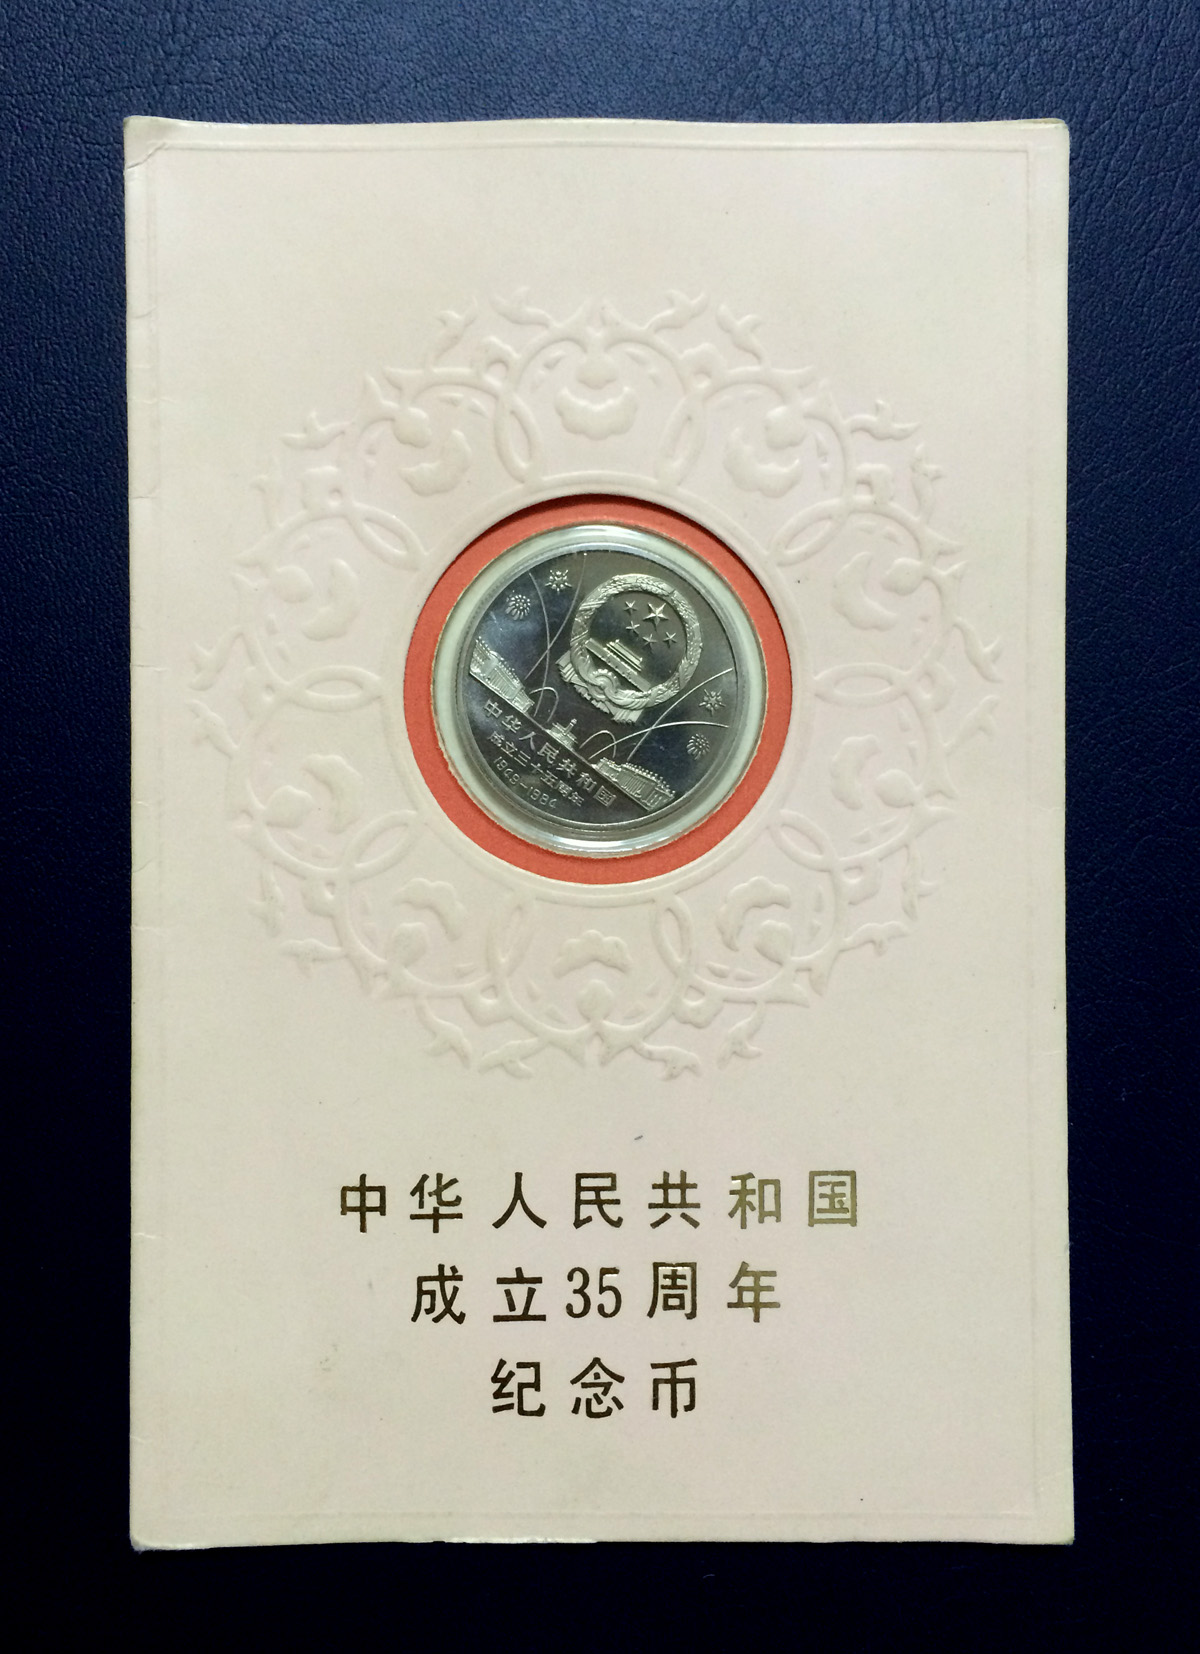 中华人民共和国
成立三十五周年
1949-1984
中华人民共和国
成立35周年
纪念币